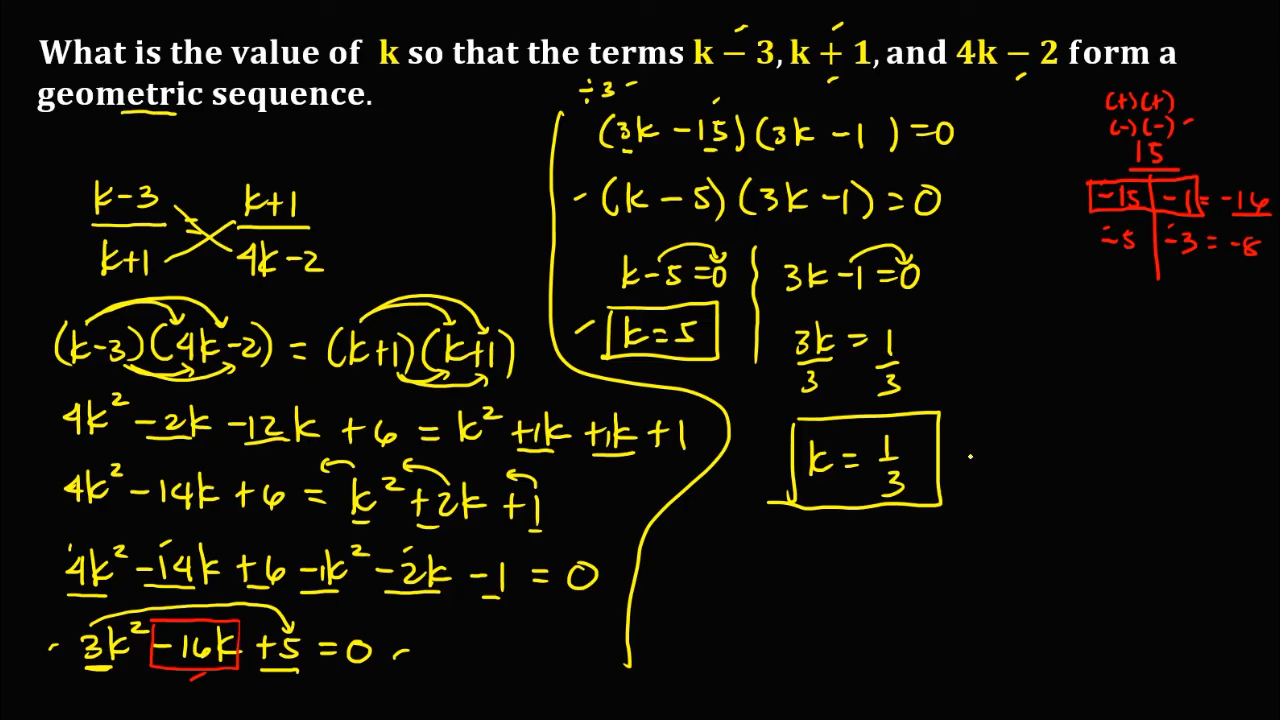 What is the value of k so that the terms k − 3, k + 1, and 4k − 2 form a
geometric sequence.
k-3 = k+1
k+1 4k-2
(k-3)(4k-2) = (k+1)(k+1)
4k² -2k -12k +6 = k² +1k +1k +1
4k² -14k +6 = k² +2k +1
4k² -14k +6 -1k² -2k -1 = 0
3k² -16k +5 = 0
÷3
(3k -15)(3k -1) = 0
(k -5)(3k -1) = 0
k-5=0
k=5
3k-1=0
3k = 1
3 3
k = 1
3
(+)(+)
(-)(-)
15
-15 -1 = -16
-5 -3 = -8